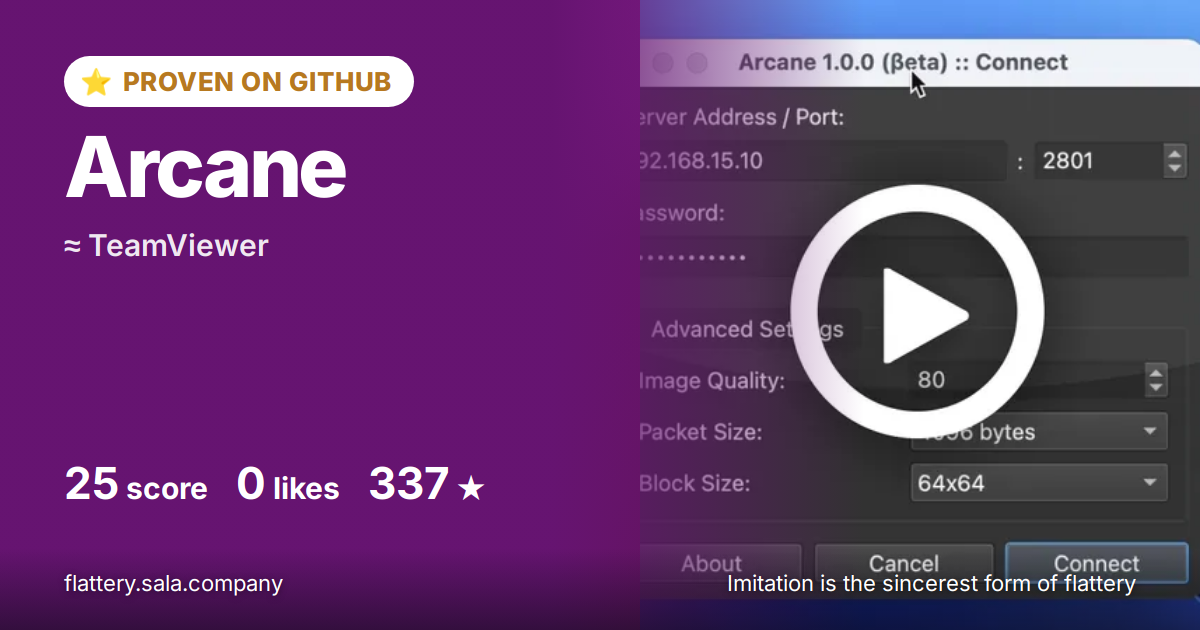 ⭐ PROVEN ON GITHUB
Arcane
≈ TeamViewer
25 score 0 likes 337 ★
flattery.sala.company
Arcane 1.0.0 (βeta) :: Connect
erver Address / Port:
92.168.15.10 : 2801
assword:
Advanced Settings
Image Quality: 80
Packet Size: bytes
Block Size: 64x64
About Cancel Connect
Imitation is the sincerest form of flattery